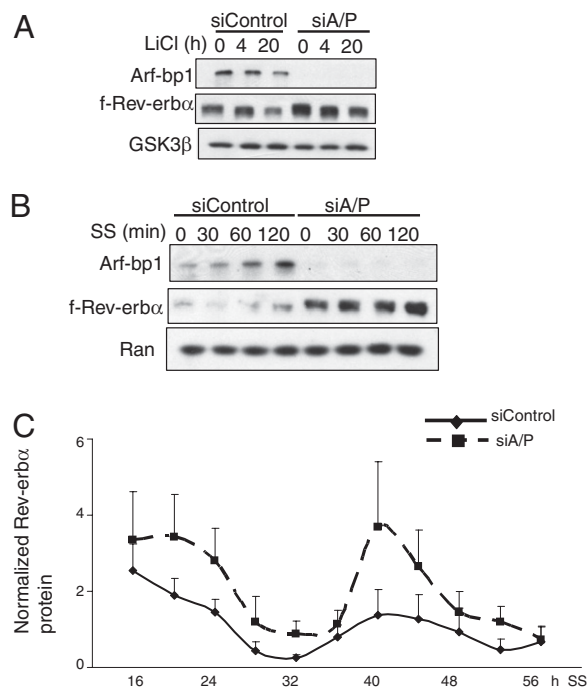 A
siControl siA/P
LiCl (h) 0 4 20 0 4 20
Arf-bp1
f-Rev-erbα
GSK3β
B
siControl siA/P
SS (min) 0 30 60 120 0 30 60 120
Arf-bp1
f-Rev-erbα
Ran
C
siControl
siA/P
Normalized Rev-erbα
protein
6
4
2
0
16 24 32 40 48 56 h SS